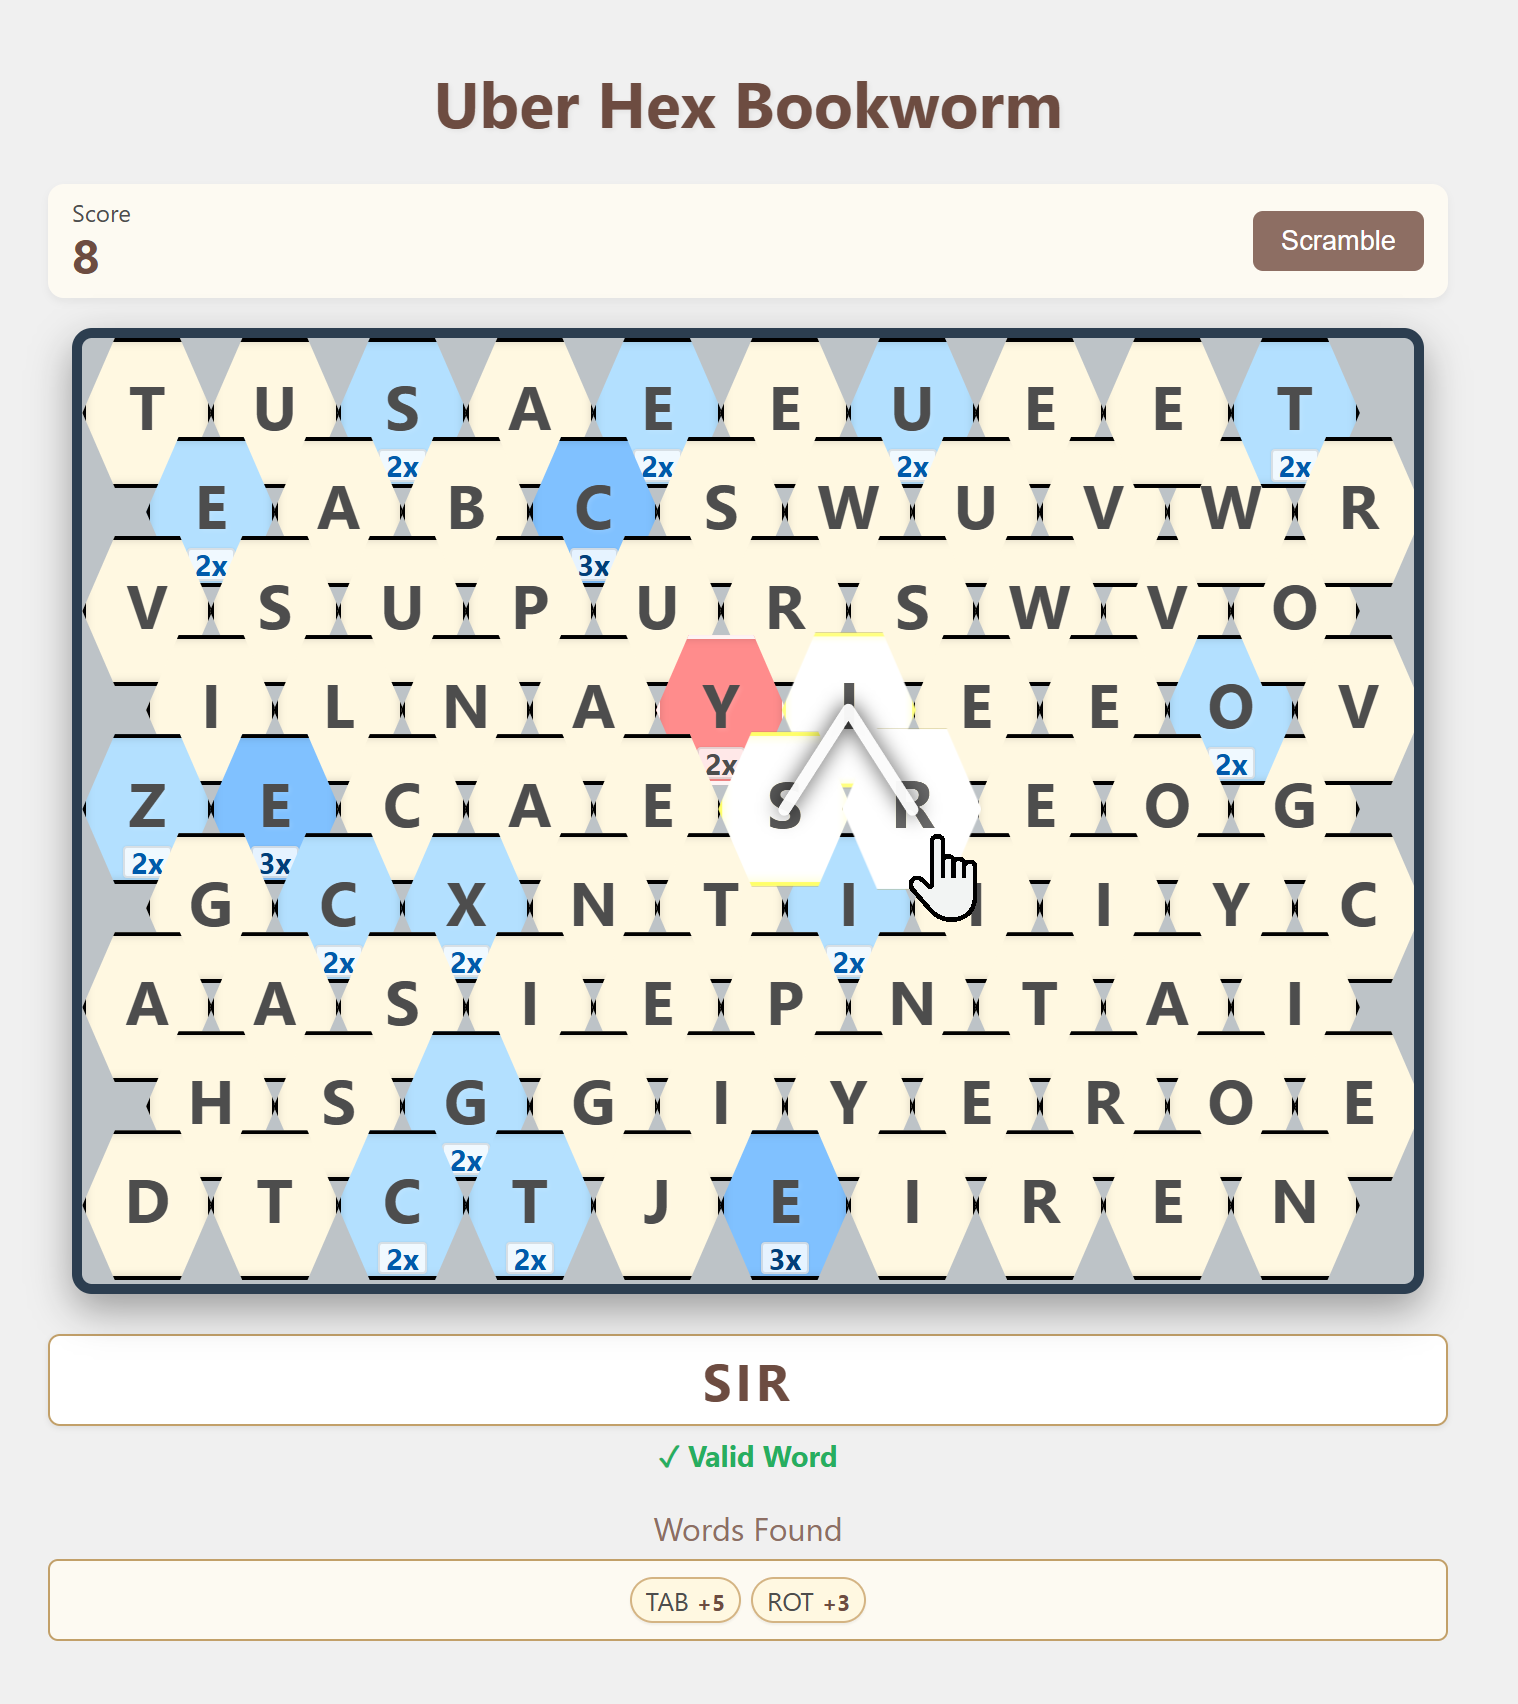 Uber Hex Bookworm
Score
8
Scramble
T U S A E E U E E T
2x 2x 2x 2x
E A B C S W U V W R
2x 3x
V S U P U R S W V O
I L N A Y I E E O V
2x 2x
Z E C A E S R E O G
2x 3x
G C X N T I I I Y C
2x 2x 2x
A A S I E P N T A I
H S G G I Y E R O E
2x
D T C T J E I R E N
2x 2x 3x
SIR
✓ Valid Word
Words Found
TAB +5 ROT +3